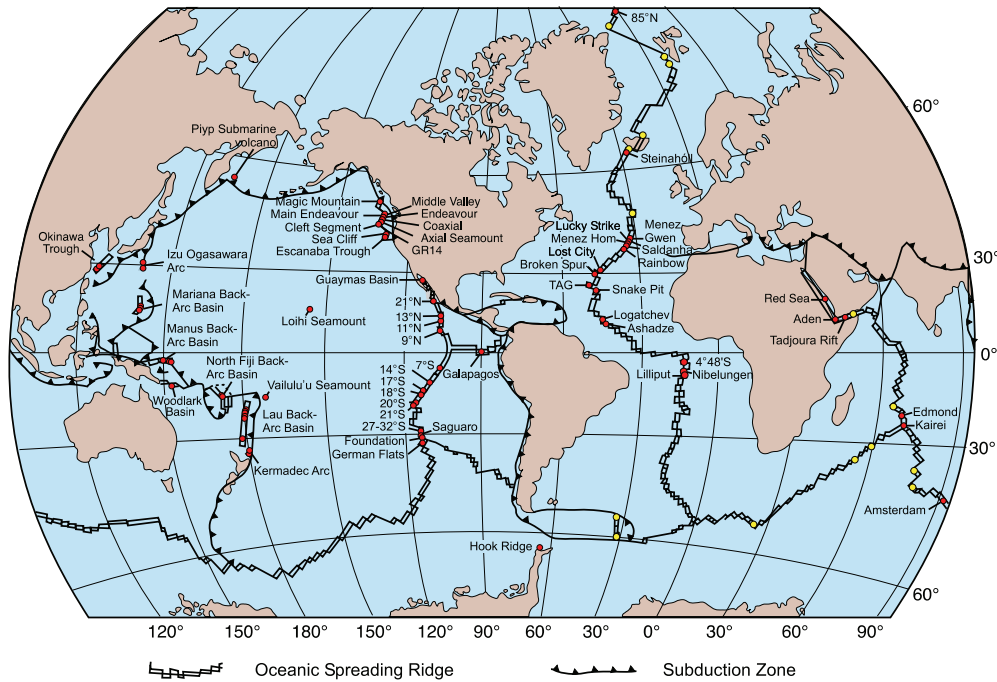 85°N
60°
Piyp Submarine
volcano
Steinahóll
Magic Mountain
Main Endeavour
Cleft Segment
Sea Cliff
Escanaba Trough
Middle Valley
Endeavour
Coaxial
Axial Seamount
GR14
Lucky Strike
Menez Hom
Lost City
Broken Spur
Menez
Gwen
Saldanha
Rainbow
Okinawa
Trough
Izu Ogasawara
Arc
30°
Guaymas Basin
TAG
Snake Pit
Red Sea
Mariana Back-
Arc Basin
21°N
13°N
11°N
9°N
Loihi Seamount
Logatchev
Ashadze
Aden
Tadjoura Rift
Manus Back-
Arc Basin
North Fiji Back-
Arc Basin
0°
7°S
14°S
17°S
18°S
20°S
21°S
27-32°S
Galapagos
4°48'S
Lilliput
Nibelungen
Vailulu'u Seamount
Woodlark
Basin
Lau Back-
Arc Basin
Saguaro
Foundation
German Flats
Edmond
Kairei
30°
Kermadec Arc
Amsterdam
Hook Ridge
60°
120°
150°
180°
150°
120°
90°
60°
30°
0°
30°
60°
90°
Oceanic Spreading Ridge
Subduction Zone